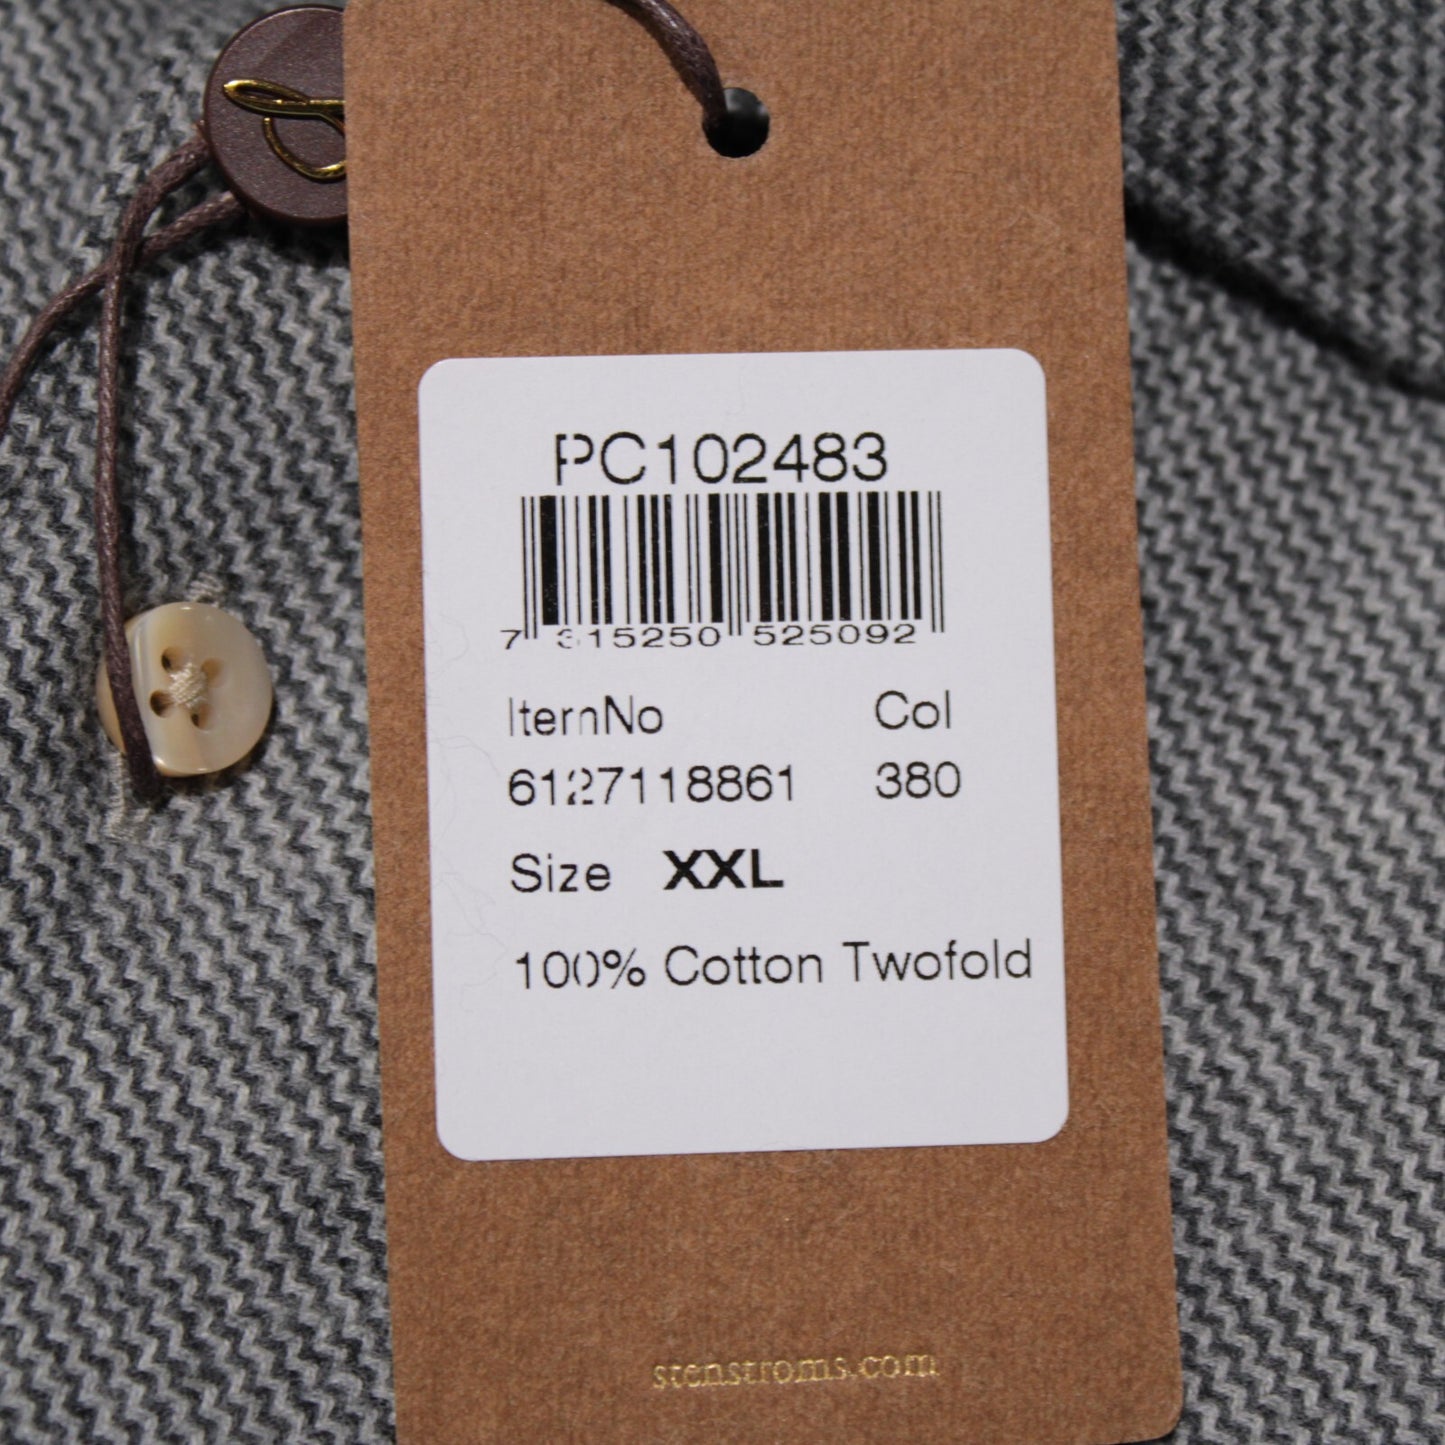 PC102483
7 315250 525092
ItemNo Col
6127118861 380
Size XXL
100% Cotton Twofold
stenstroms.com